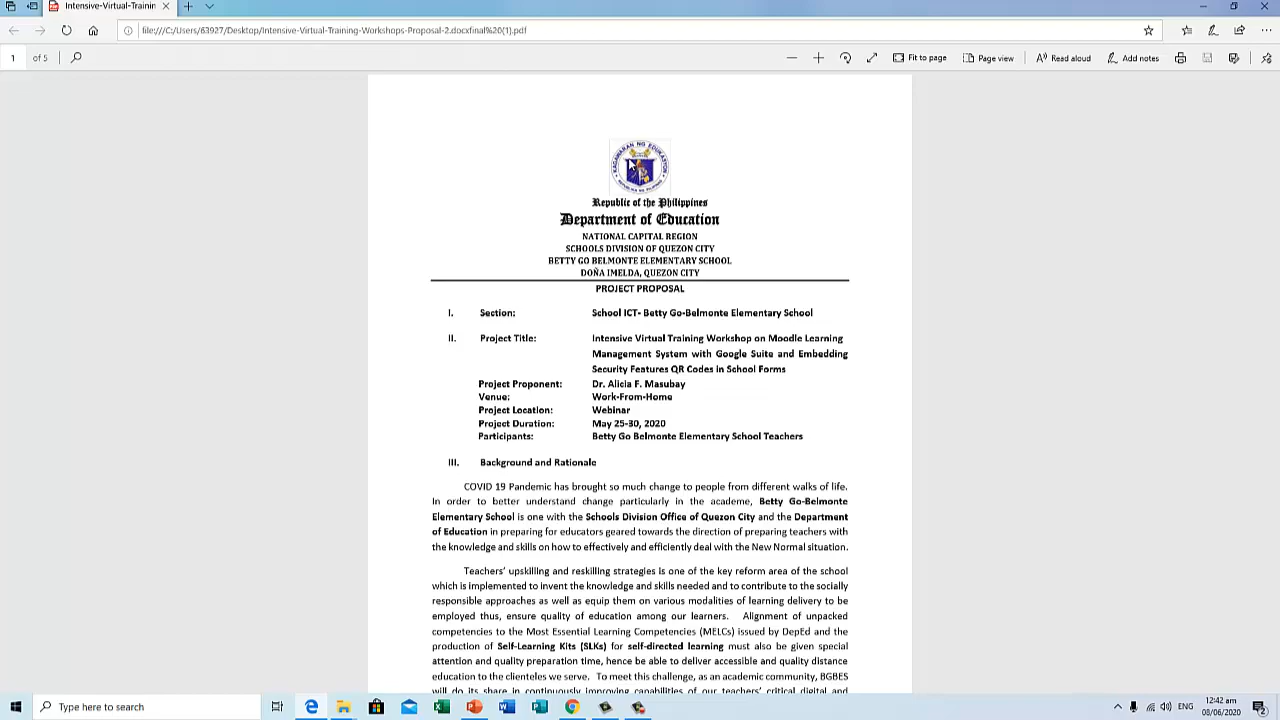 Intensive-Virtual-Trainin
file:///C:/Users/63927/Desktop/Intensive-Virtual-Training-Workshops-Proposal-2.docxfinal%20(1).pdf
1 of 5 Fit to page Page view Read aloud Add notes
Republic of the Philippines
Department of Education
NATIONAL CAPITAL REGION
SCHOOLS DIVISION OF QUEZON CITY
BETTY GO BELMONTE ELEMENTARY SCHOOL
DOÑA IMELDA, QUEZON CITY
PROJECT PROPOSAL
I. Section: School ICT- Betty Go-Belmonte Elementary School
II. Project Title: Intensive Virtual Training Workshop on Moodle Learning
Management System with Google Suite and Embedding
Security Features QR Codes in School Forms
Project Proponent: Dr. Alicia F. Masubay
Venue: Work-From-Home
Project Location: Webinar
Project Duration: May 25-30, 2020
Participants: Betty Go Belmonte Elementary School Teachers
III. Background and Rationale
COVID 19 Pandemic has brought so much change to people from different walks of life.
In order to better understand change particularly in the academe, Betty Go-Belmonte
Elementary School is one with the Schools Division Office of Quezon City and the Department
of Education in preparing for educators geared towards the direction of preparing teachers with
the knowledge and skills on how to effectively and efficiently deal with the New Normal situation.
Teachers' upskilling and reskilling strategies is one of the key reform area of the school
which is implemented to invent the knowledge and skills needed and to contribute to the socially
responsible approaches as well as equip them on various modalities of learning delivery to be
employed thus, ensure quality of education among our learners. Alignment of unpacked
competencies to the Most Essential Learning Competencies (MELCs) issued by DepEd and the
production of Self-Learning Kits (SLKs) for self-directed learning must also be given special
attention and quality preparation time, hence be able to deliver accessible and quality distance
education to the clienteles we serve. To meet this challenge, as an academic community, BGBES
will do its share in continuously improving capabilities of our teachers' critical digital and
Type here to search
ENG
12:42 am
08/06/2020